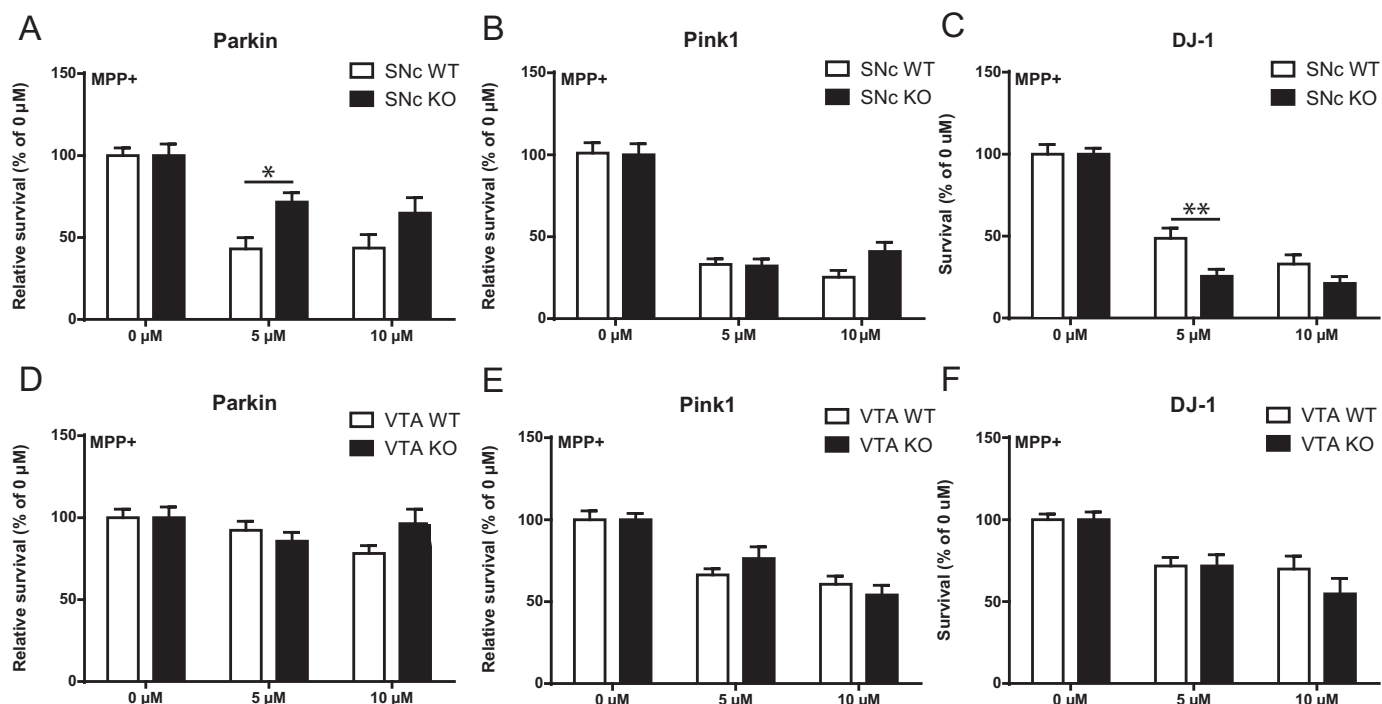 A
Parkin
MPP+
SNc WT
SNc KO
Relative survival (% of 0 µM)
150
100
50
0
*
0 µM
5 µM
10 µM
B
Pink1
MPP+
SNc WT
SNc KO
Relative survival (% of 0 µM)
150
100
50
0
0 µM
5 µM
10 µM
C
DJ-1
MPP+
SNc WT
SNc KO
Survival (% of 0 uM)
150
100
50
0
**
0 µM
5 µM
10 µM
D
Parkin
MPP+
VTA WT
VTA KO
Relative survival (% of 0 µM)
150
100
50
0
0 µM
5 µM
10 µM
E
Pink1
MPP+
VTA WT
VTA KO
Relative survival (% of 0 µM)
150
100
50
0
0 µM
5 µM
10 µM
F
DJ-1
MPP+
VTA WT
VTA KO
Survival (% of 0 uM)
150
100
50
0
0 µM
5 µM
10 µM